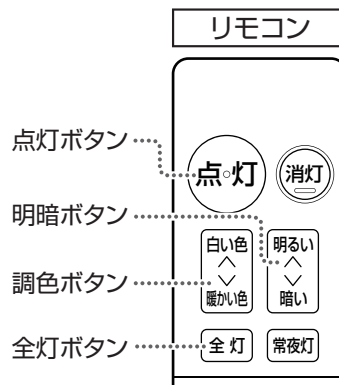 リモコン
点灯ボタン
点灯
消灯
明暗ボタン
白い色
明るい
調色ボタン
暖かい色
暗い
全灯ボタン
全灯
常夜灯